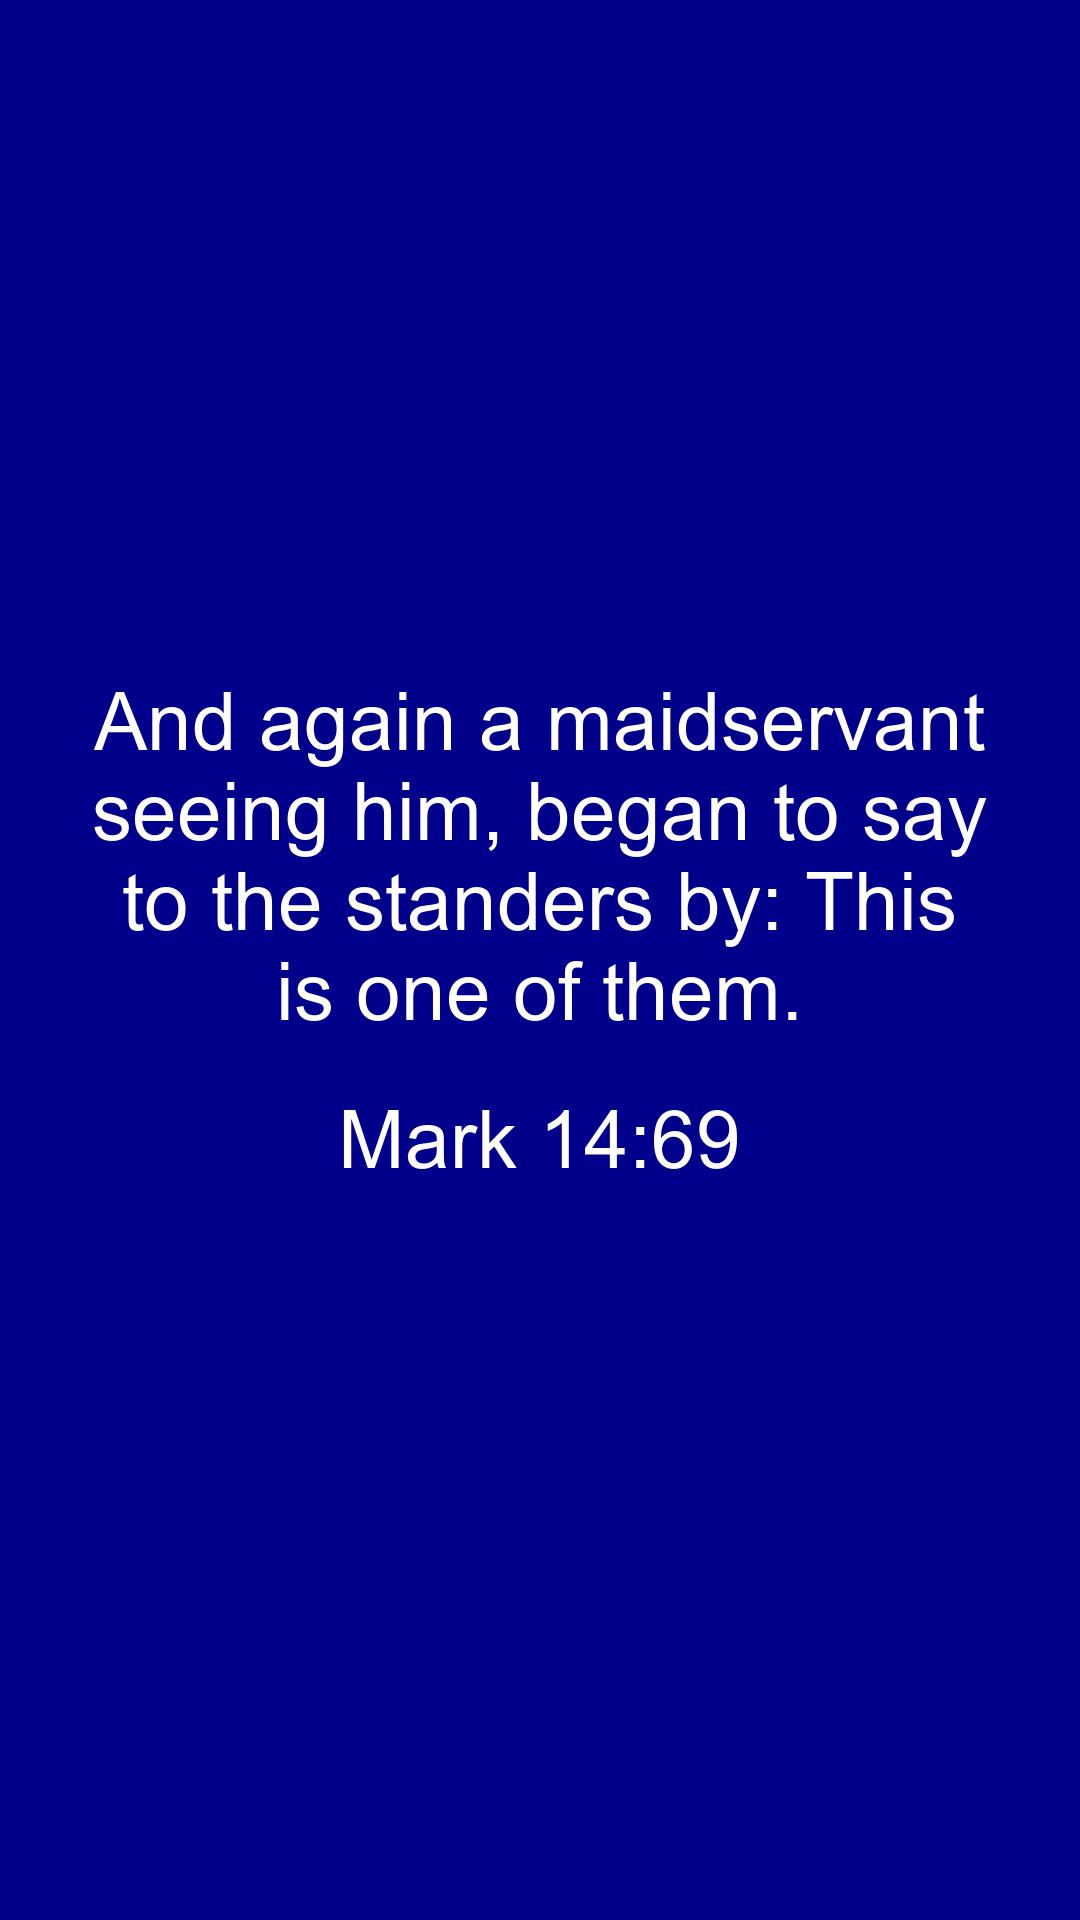 And again a maidservant
seeing him, began to say
to the standers by: This
is one of them.
Mark 14:69